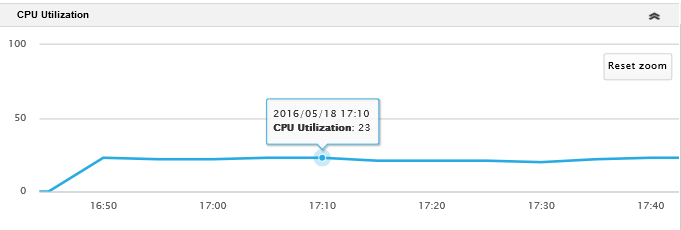 CPU Utilization
100
Reset zoom
2016/05/18 17:10
50
CPU Utilization: 23
0
16:50 17:00 17:10 17:20 17:30 17:40